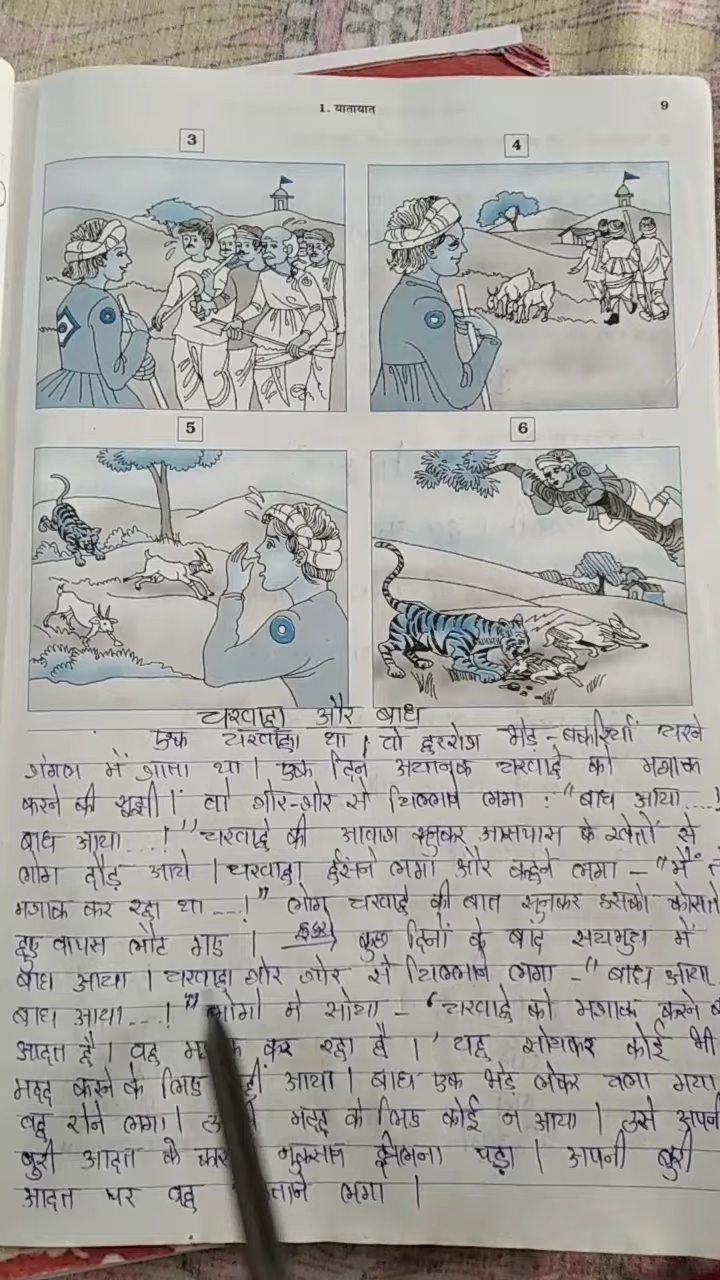 1. यातायात
9
3
4
5
6
चरवाहा और बाघ
एक चरवाहा था । वो हररोज भेड़-बकरियाँ चरने
जंगल में जाता था । एक दिन अचानक चरवाहे को मजाक
करने की सूझी । वो जोर-जोर से चिल्लाने लगा : "बाघ आया....!
बाघ आया...!" चरवाहे की आवाज सुनकर आसपास के खेतों से
लोग दौड़ आये । चरवाहा हँसने लगा और कहने लगा - "मैं
मजाक कर रहा था ---!" लोग चरवाहे की बात सुनकर उसको कोसते
हुए वापस लौट गए । कुछ दिनों के बाद सचमुच में
बाघ आया । चरवाहा जोर जोर से चिल्लाने लगा - "बाघ आया
बाघ आया ---!" लोगो ने सोचा - 'चरवाहे को मजाक करने
आदत है । वह कर रहा है ।' यह सोचकर कोई भी
मदद करने के लिए आया । बाघ एक भेड़ लेकर चला गया
वह रोने लगा । मदद के लिए कोई न आया । उसे अपनी
बुरी आदत के नुकसान झेलना पड़ा । अपनी बुरी
आदत पर वह लगा ।